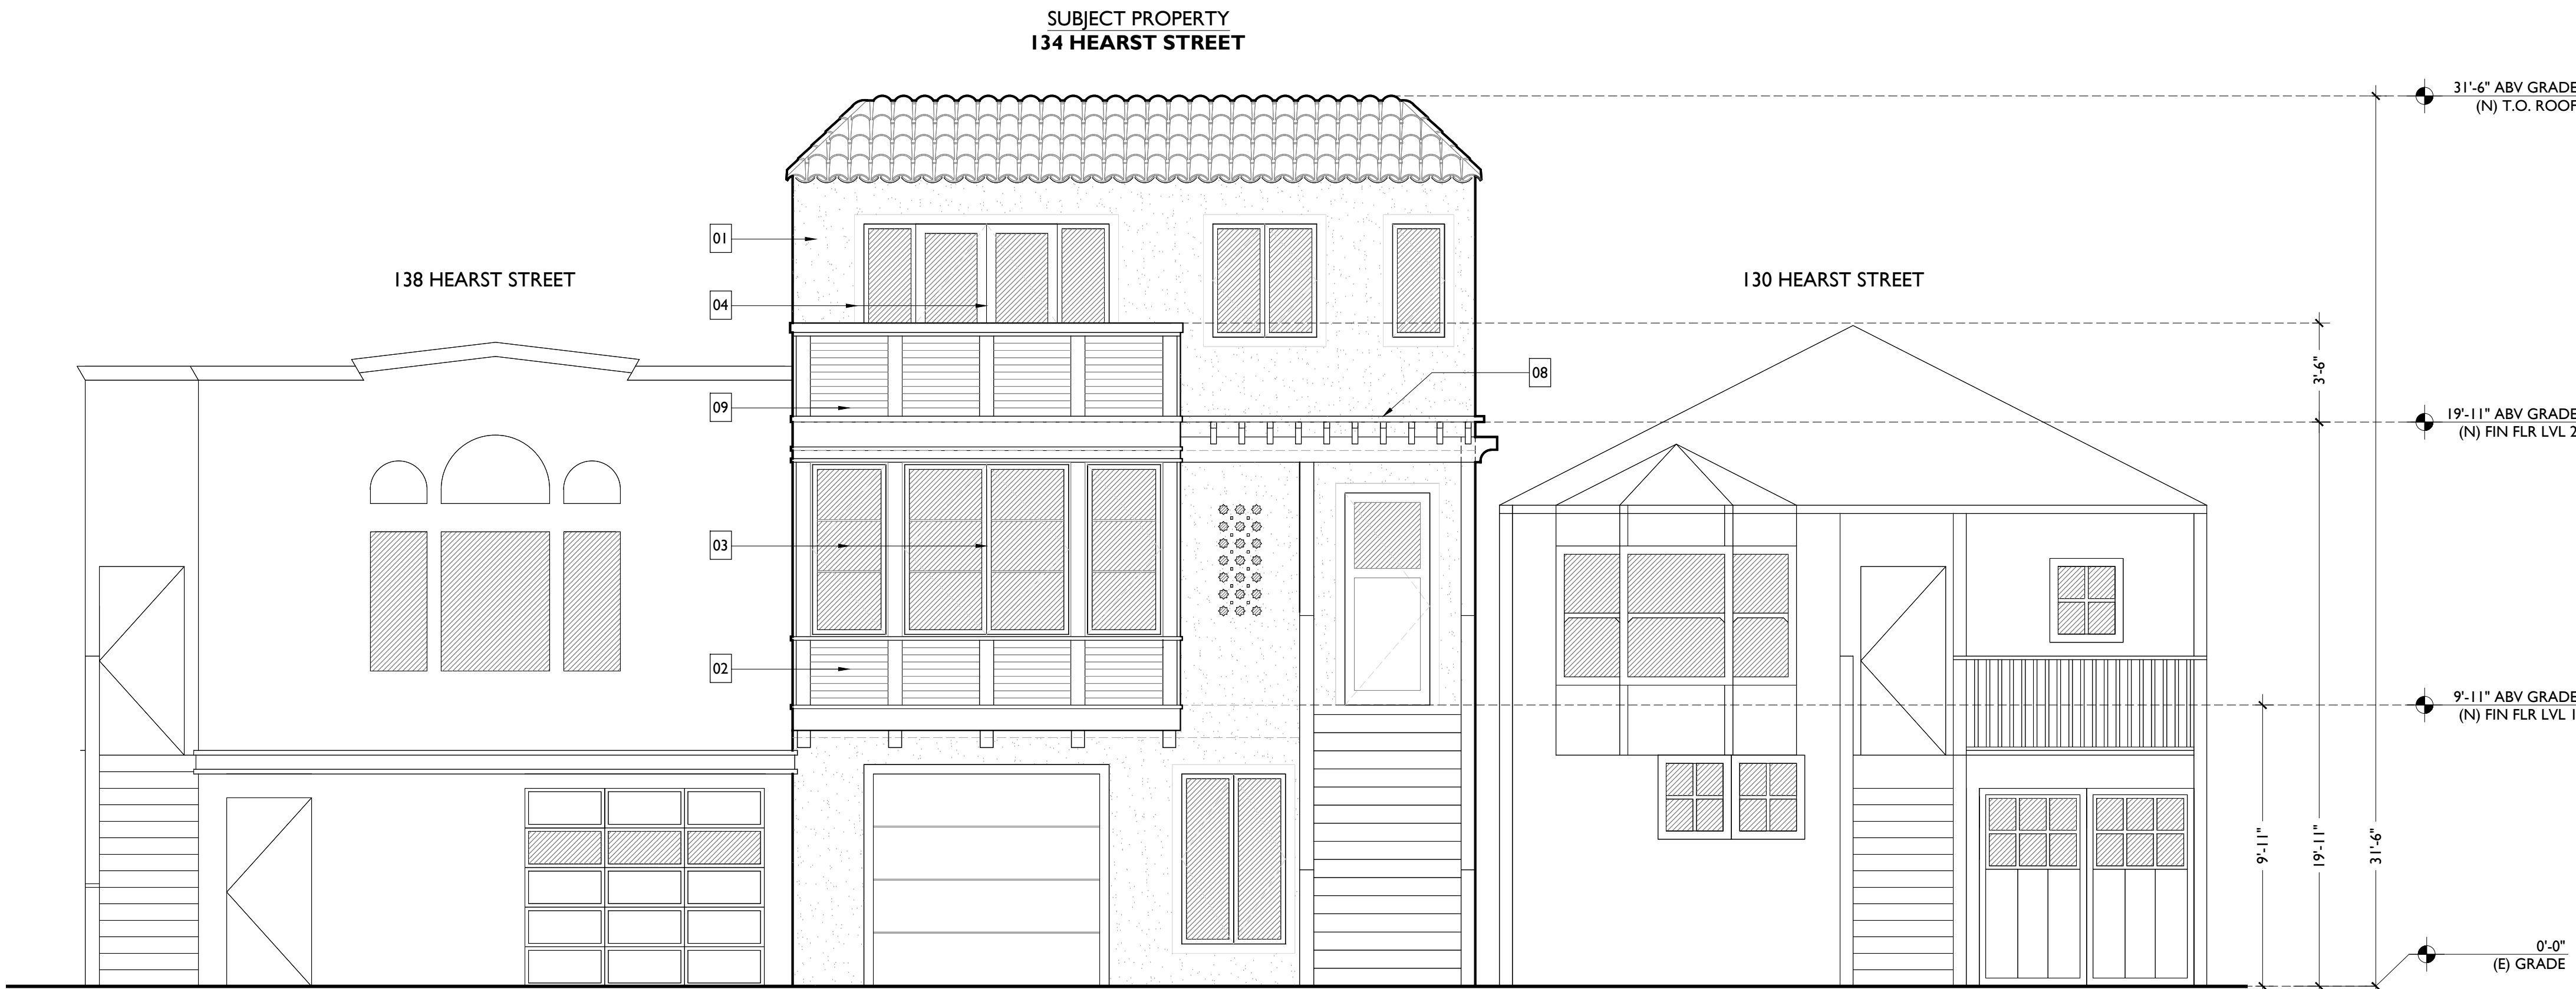 SUBJECT PROPERTY
134 HEARST STREET
31'-6" ABV GRADE
(N) T.O. ROOF
01
138 HEARST STREET
130 HEARST STREET
04
08
3'-6"
09
19'-11" ABV GRADE
(N) FIN FLR LVL 2
03
02
9'-11" ABV GRADE
(N) FIN FLR LVL 1
9'-11"
19'-11"
31'-6"
0'-0"
(E) GRADE